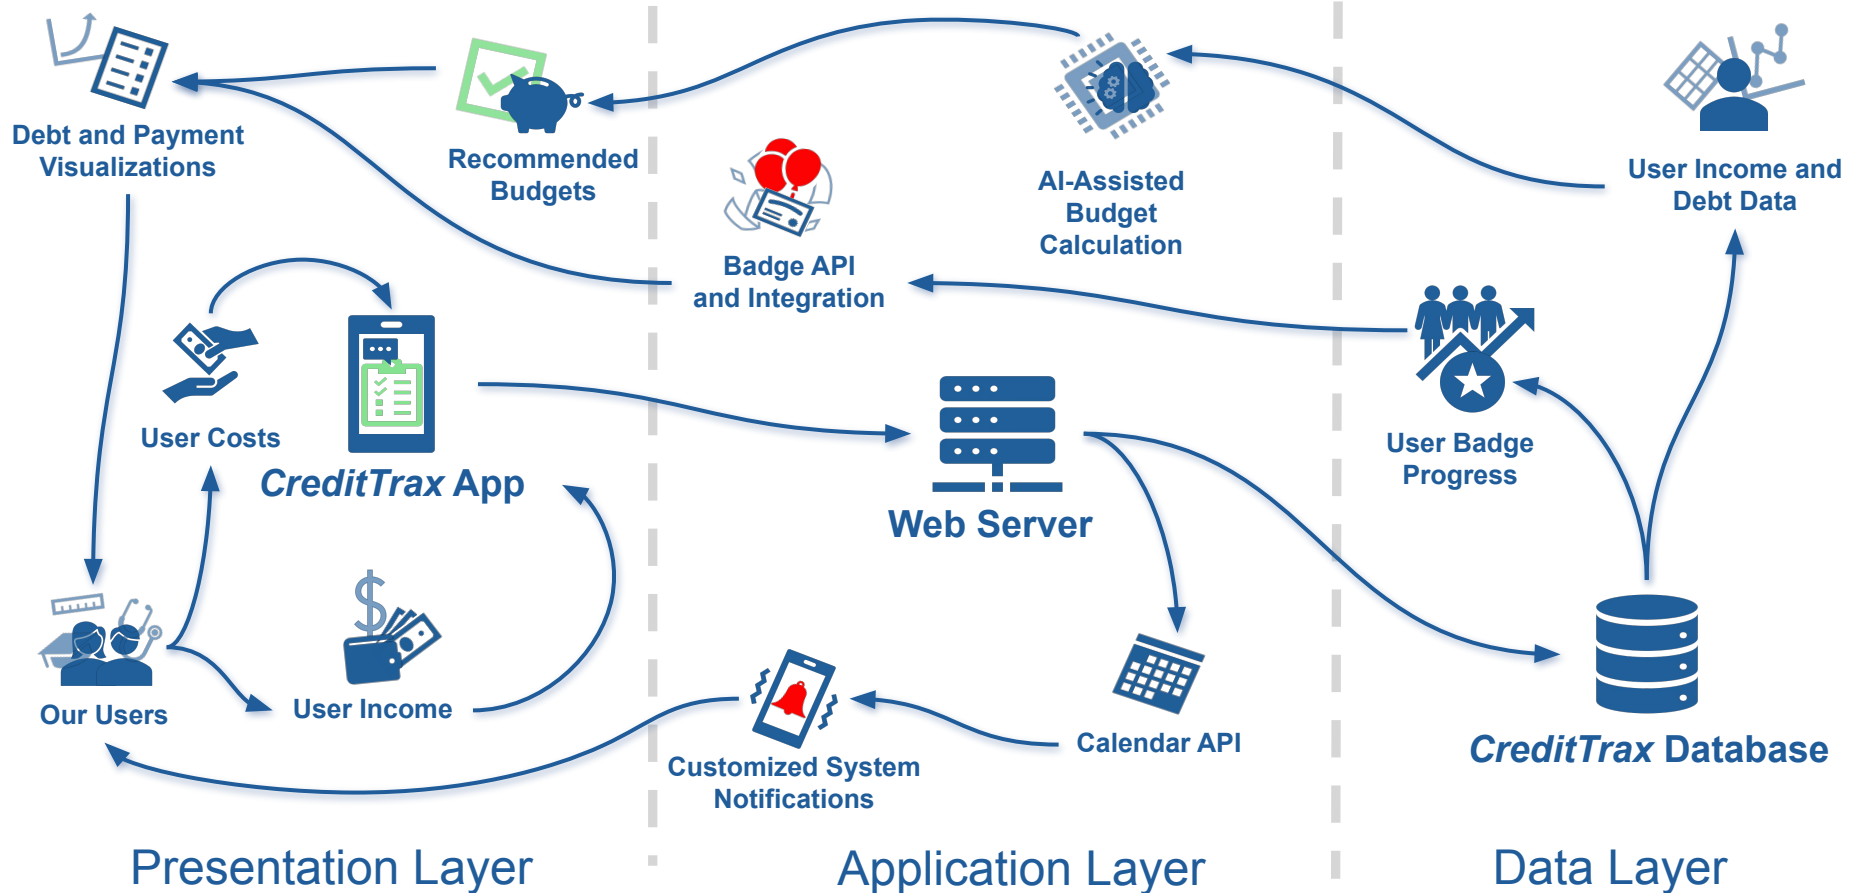 Debt and Payment
Visualizations
Recommended
Budgets
AI-Assisted
Budget
Calculation
User Income and
Debt Data
Badge API
and Integration
User Costs
CreditTrax App
User Badge
Progress
Web Server
Our Users
User Income
Customized System
Notifications
Calendar API
CreditTrax Database
Presentation Layer
Application Layer
Data Layer